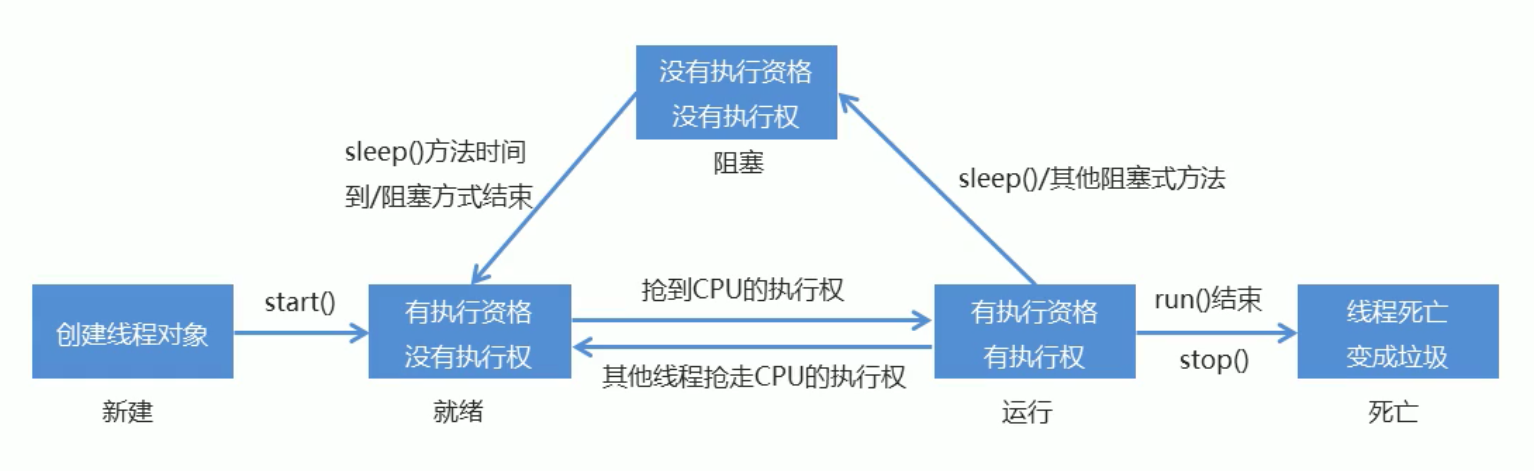 没有执行资格
没有执行权
阻塞
sleep()方法时间
到/阻塞方式结束
sleep()/其他阻塞式方法
创建线程对象
新建
start()
有执行资格
没有执行权
就绪
抢到CPU的执行权
其他线程抢走CPU的执行权
有执行资格
有执行权
运行
run()结束
stop()
线程死亡
变成垃圾
死亡